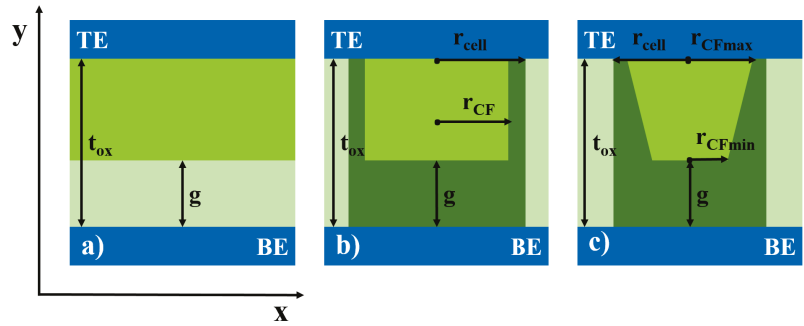 y
TE
t_ox
g
a)
BE
r_cell
r_CF
t_ox
g
b)
BE
TE
r_cell
r_CFmax
t_ox
r_CFmin
g
c)
BE
TE
x